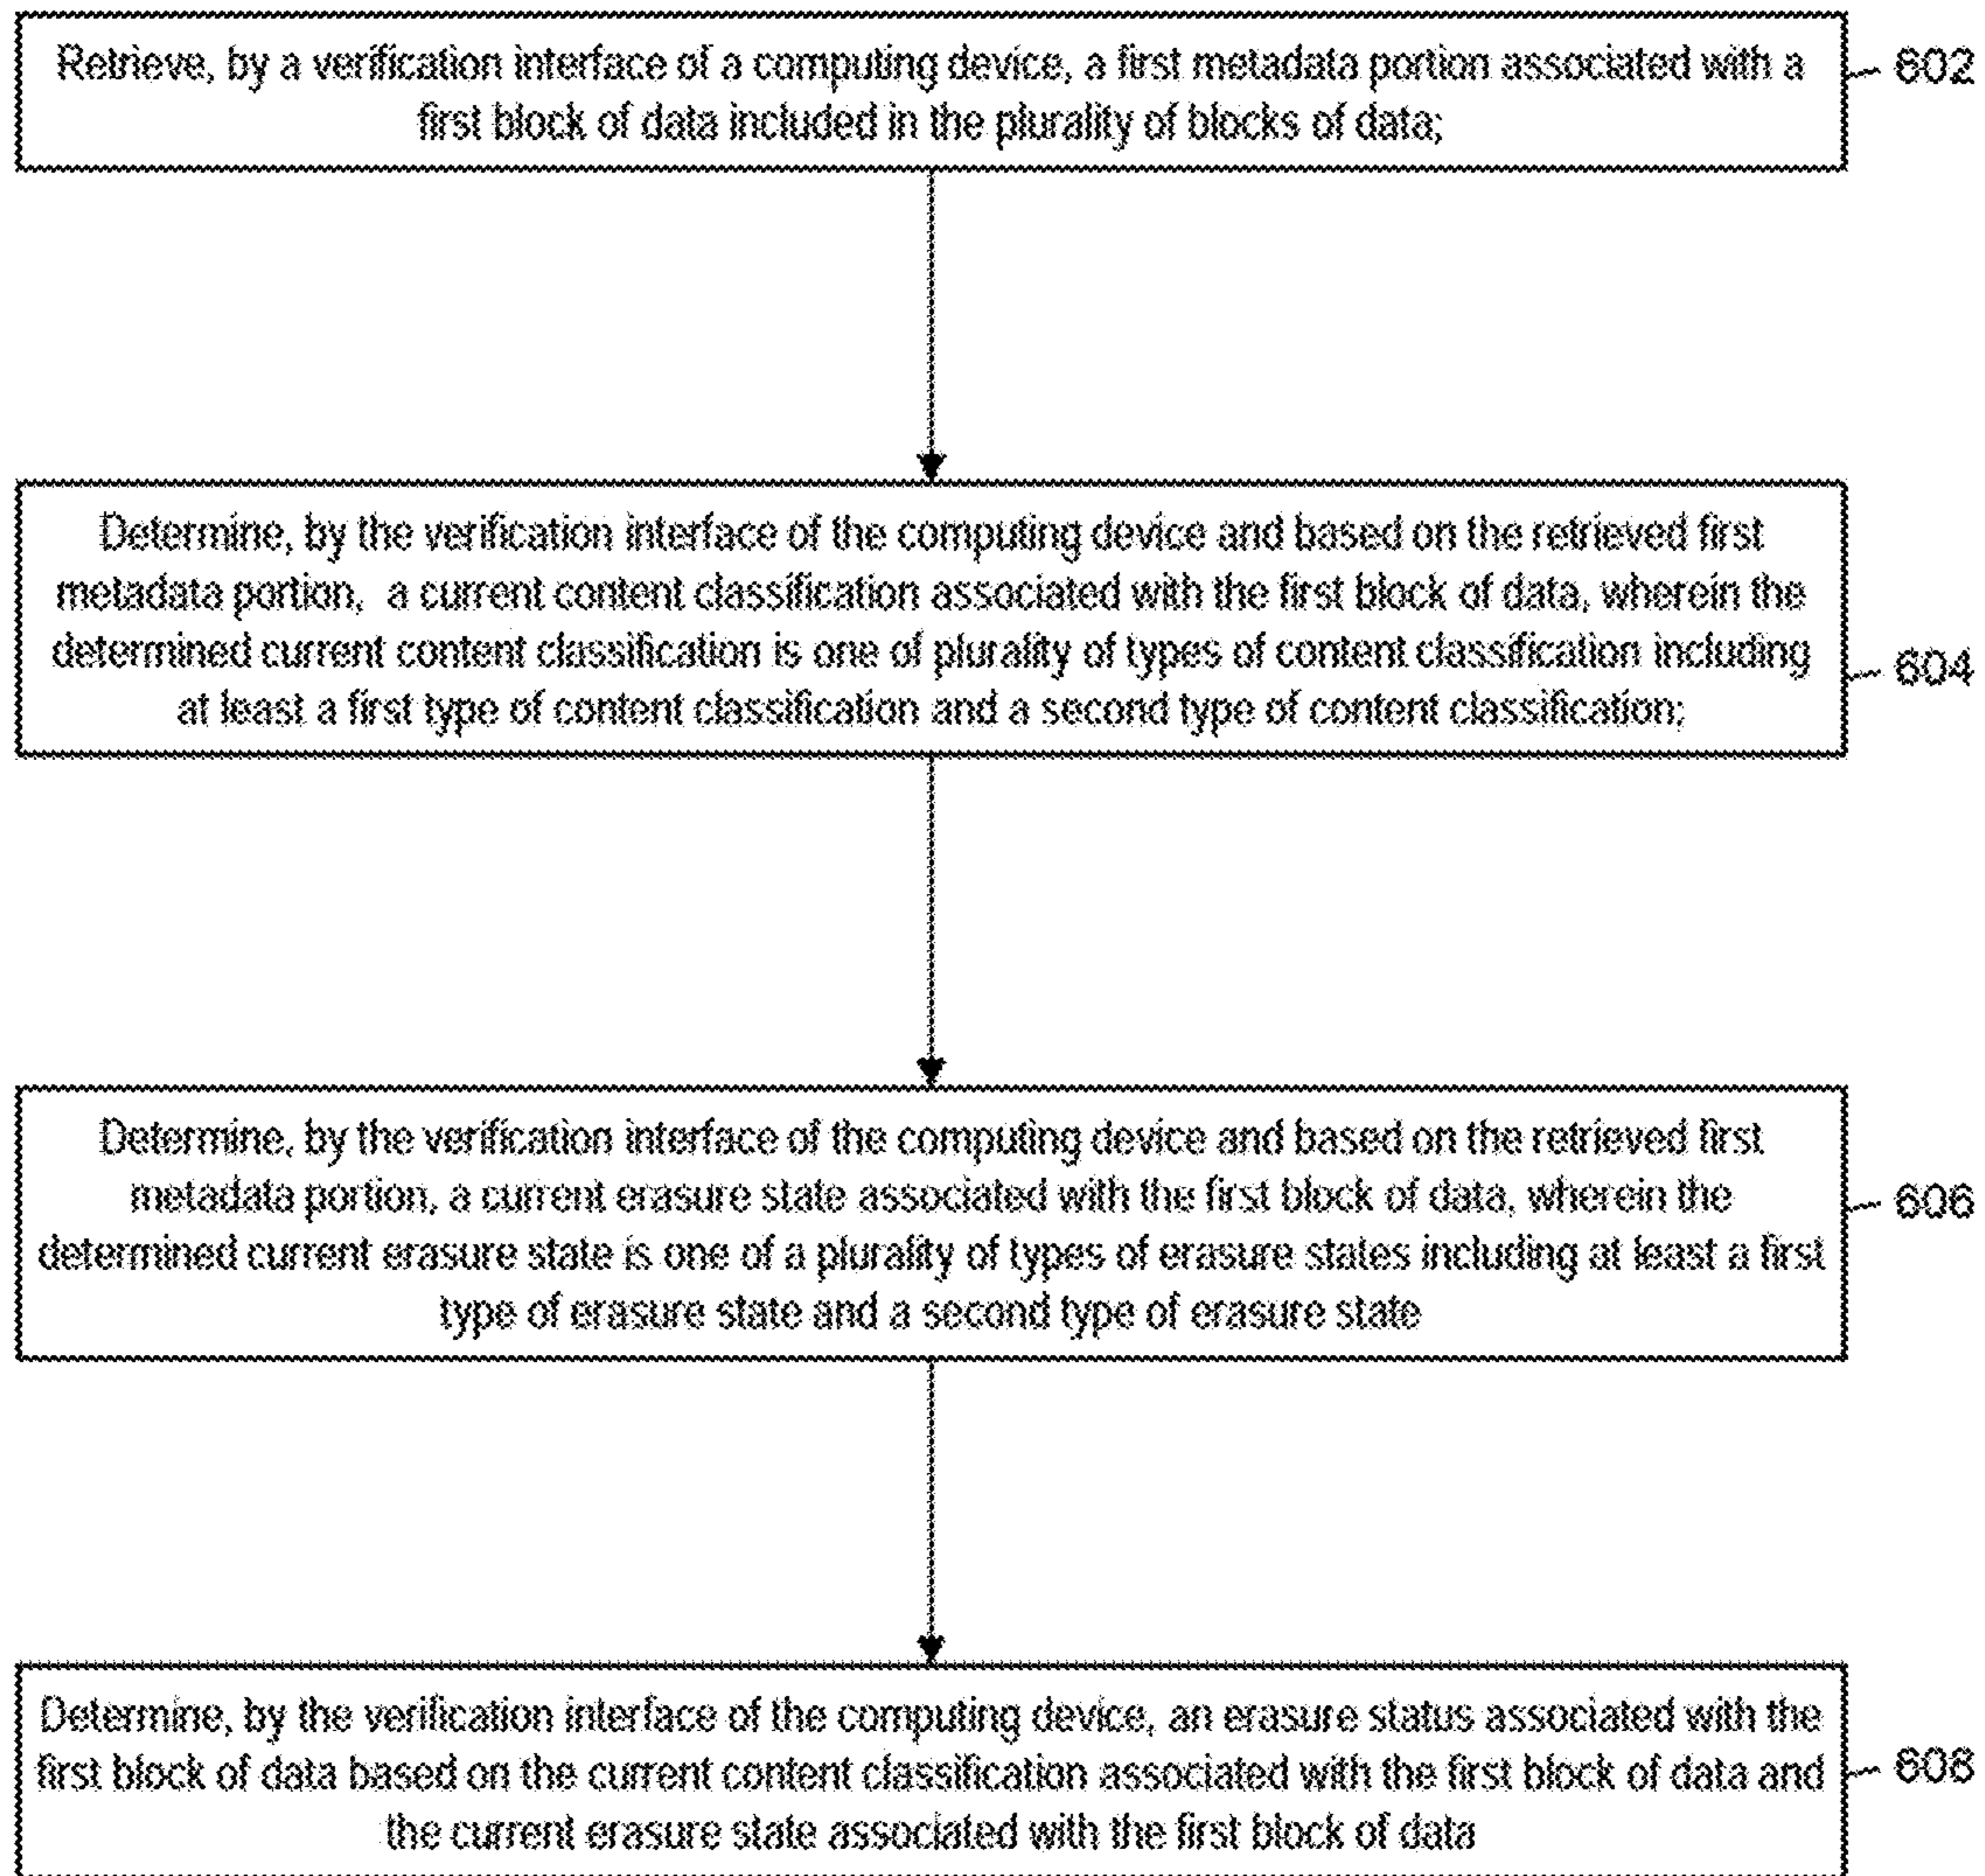 Retrieve, by a verification interface of a computing device, a first metadata portion associated with a
first block of data included in the plurality of blocks of data;
602
Determine, by the verification interface of the computing device and based on the retrieved first
metadata portion, a current content classification associated with the first block of data, wherein the
determined current content classification is one of plurality of types of content classification including
at least a first type of content classification and a second type of content classification;
604
Determine, by the verification interface of the computing device and based on the retrieved first
metadata portion, a current erasure state associated with the first block of data, wherein the
determined current erasure state is one of a plurality of types of erasure states including at least a first
type of erasure state and a second type of erasure state
606
Determine, by the verification interface of the computing device, an erasure status associated with the
first block of data based on the current content classification associated with the first block of data and
the current erasure state associated with the first block of data
608